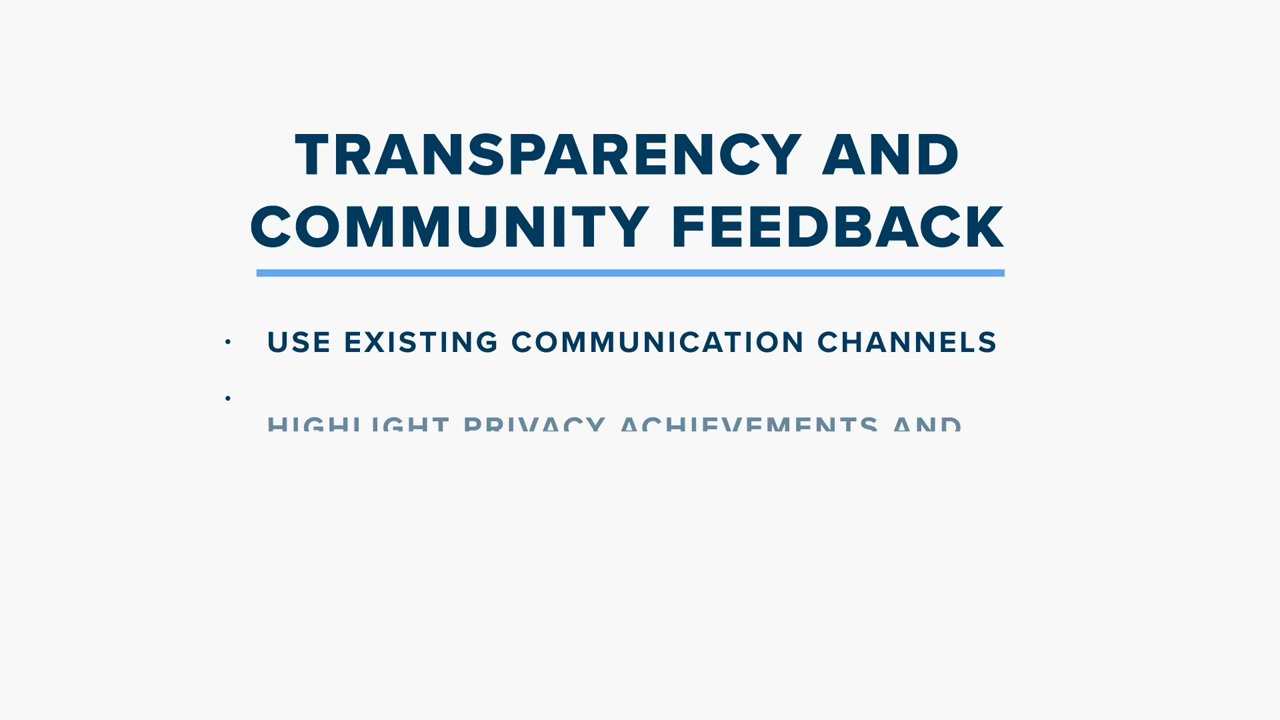 TRANSPARENCY AND
COMMUNITY FEEDBACK
• USE EXISTING COMMUNICATION CHANNELS
• HIGHLIGHT PRIVACY ACHIEVEMENTS AND